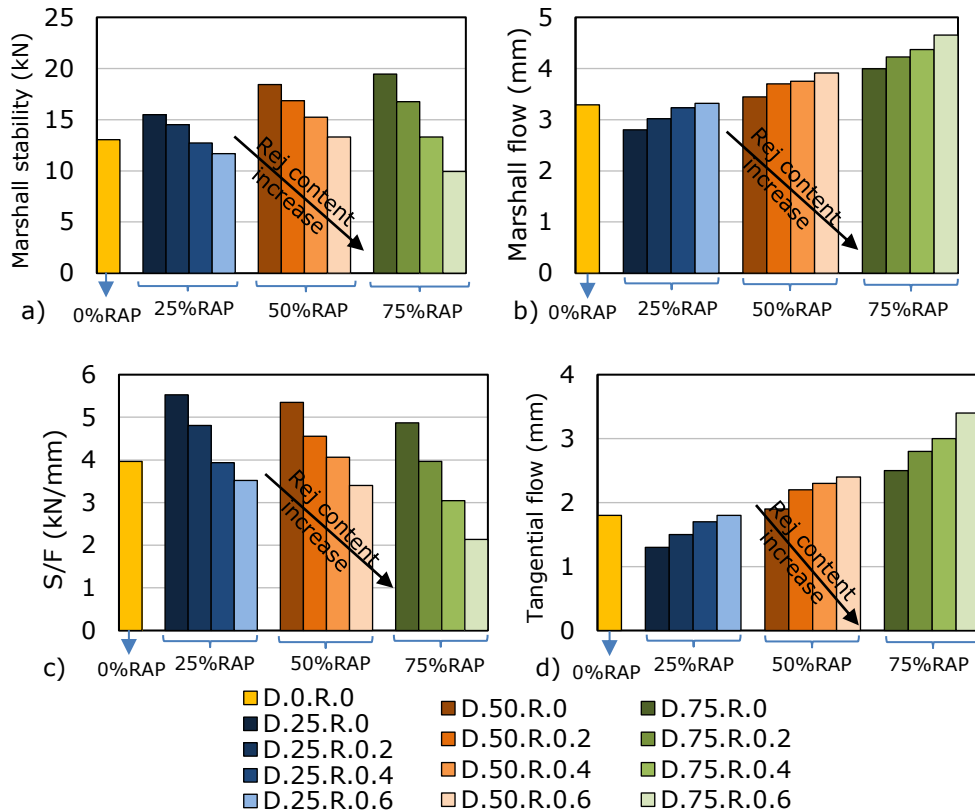 Marshall stability (kN)
25
20
15
10
5
0
Rej content
increase
a)
0%RAP
25%RAP
50%RAP
75%RAP
Marshall flow (mm)
5
4
3
2
1
0
Rej content
increase
b)
0%RAP
25%RAP
50%RAP
75%RAP
S/F (kN/mm)
6
5
4
3
2
1
0
Rej content
increase
c)
0%RAP
25%RAP
50%RAP
75%RAP
Tangential flow (mm)
4
3
2
1
0
Rej content
increase
d)
0%RAP
25%RAP
50%RAP
75%RAP
D.0.R.0
D.25.R.0
D.25.R.0.2
D.25.R.0.4
D.25.R.0.6
D.50.R.0
D.50.R.0.2
D.50.R.0.4
D.50.R.0.6
D.75.R.0
D.75.R.0.2
D.75.R.0.4
D.75.R.0.6